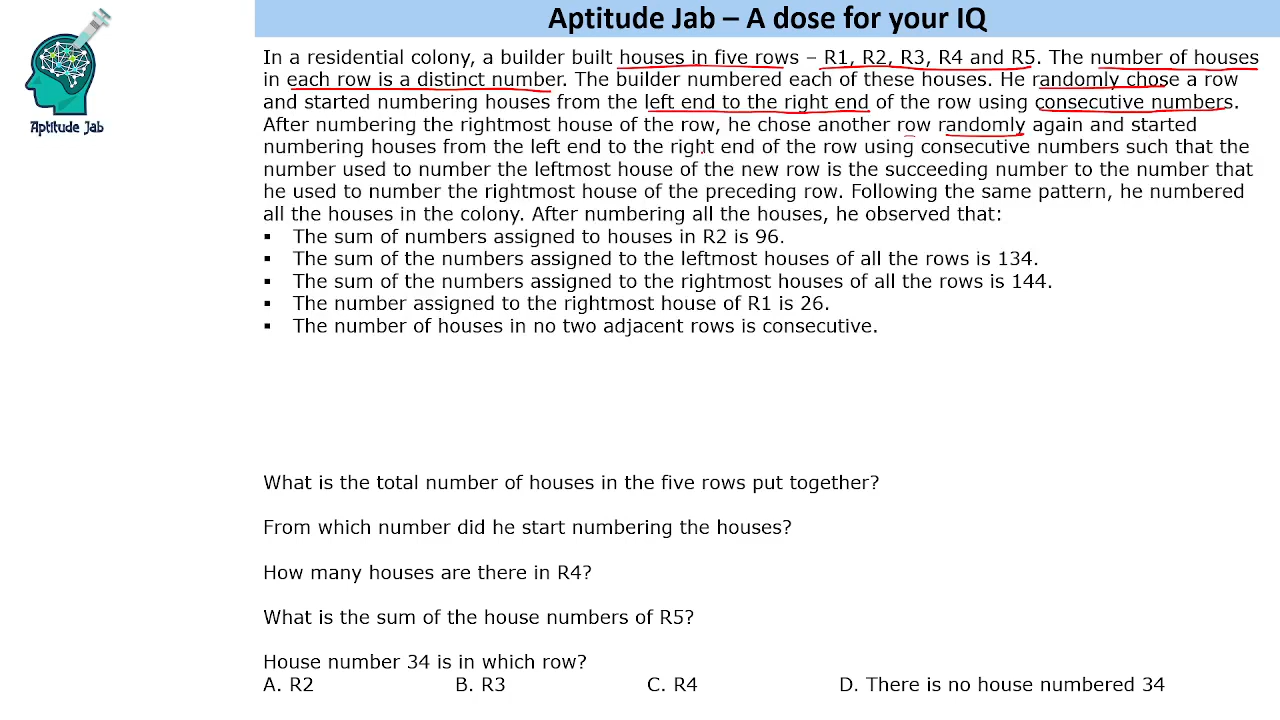 Aptitude Jab – A dose for your IQ
Aptitude Jab
In a residential colony, a builder built houses in five rows – R1, R2, R3, R4 and R5. The number of houses
in each row is a distinct number. The builder numbered each of these houses. He randomly chose a row
and started numbering houses from the left end to the right end of the row using consecutive numbers.
After numbering the rightmost house of the row, he chose another row randomly again and started
numbering houses from the left end to the right end of the row using consecutive numbers such that the
number used to number the leftmost house of the new row is the succeeding number to the number that
he used to number the rightmost house of the preceding row. Following the same pattern, he numbered
all the houses in the colony. After numbering all the houses, he observed that:
▪ The sum of numbers assigned to houses in R2 is 96.
▪ The sum of the numbers assigned to the leftmost houses of all the rows is 134.
▪ The sum of the numbers assigned to the rightmost houses of all the rows is 144.
▪ The number assigned to the rightmost house of R1 is 26.
▪ The number of houses in no two adjacent rows is consecutive.
What is the total number of houses in the five rows put together?
From which number did he start numbering the houses?
How many houses are there in R4?
What is the sum of the house numbers of R5?
House number 34 is in which row?
A. R2 B. R3 C. R4 D. There is no house numbered 34